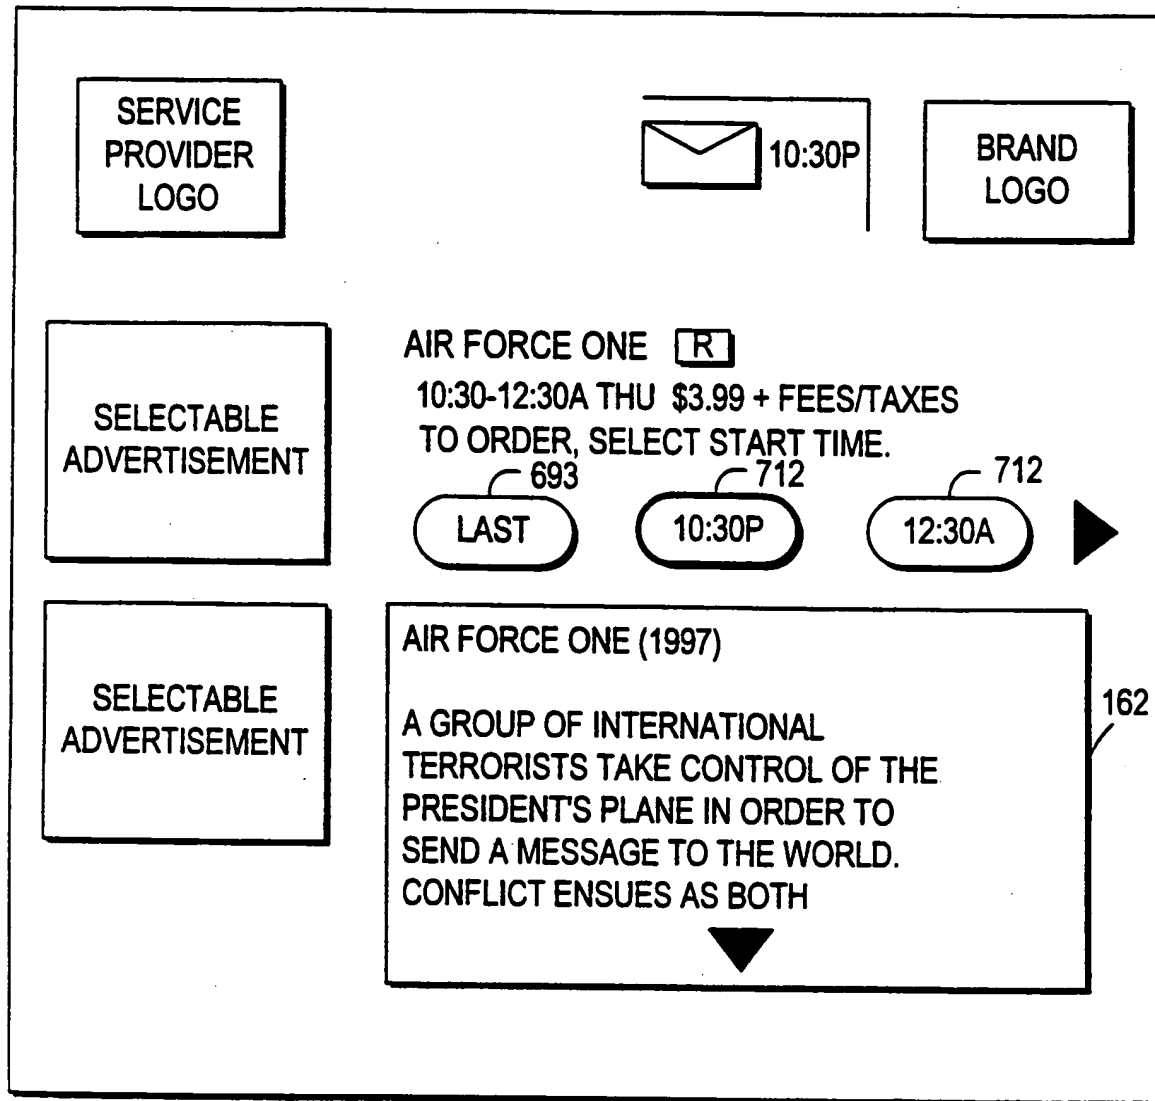 SERVICE
PROVIDER
LOGO
10:30P
BRAND
LOGO
SELECTABLE
ADVERTISEMENT
AIR FORCE ONE R
10:30-12:30A THU $3.99 + FEES/TAXES
TO ORDER, SELECT START TIME.
693 712 712
LAST 10:30P 12:30A
SELECTABLE
ADVERTISEMENT
AIR FORCE ONE (1997)
A GROUP OF INTERNATIONAL
TERRORISTS TAKE CONTROL OF THE
PRESIDENT'S PLANE IN ORDER TO
SEND A MESSAGE TO THE WORLD.
CONFLICT ENSUES AS BOTH
162